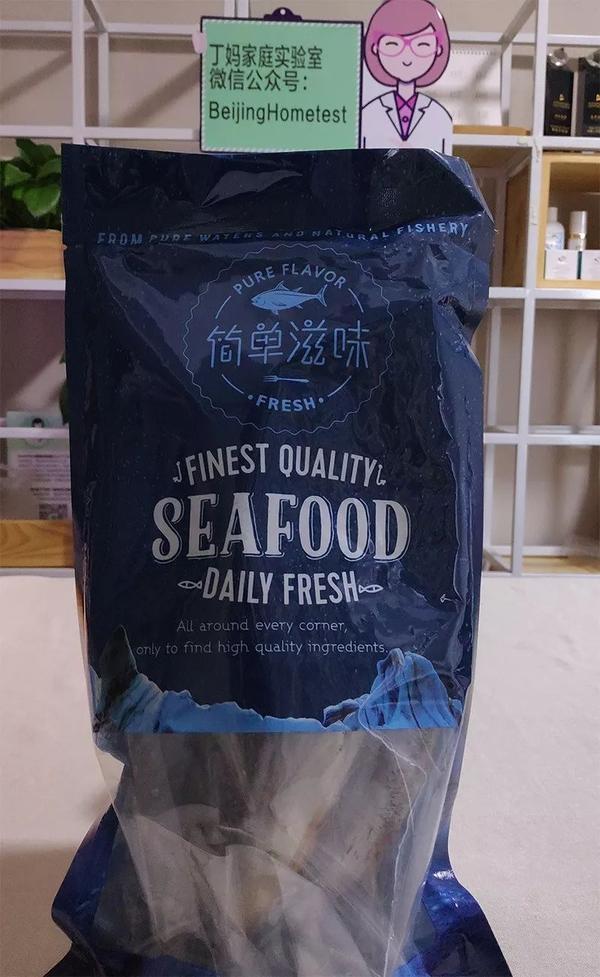 丁妈家庭实验室
微信公众号：
BeijingHometest
FROM PURE WATERS AND NATURAL FISHERY
PURE FLAVOR
简单滋味
FRESH
FINEST QUALITY
SEAFOOD
DAILY FRESH
All around every corner,
only to find high quality ingredients.